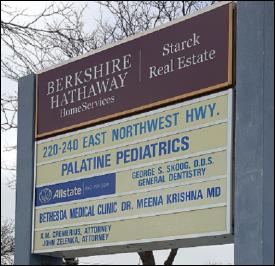 BERKSHIRE
HATHAWAY
HomeServices
Starck
Real Estate
220-240 EAST NORTHWEST HWY.
PALATINE PEDIATRICS
Allstate
GEORGE S. SKOOG, D.D.S.
GENERAL DENTISTRY
BETHESDA MEDICAL CLINIC DR. MEENA KRISHNA MD
CREMERIUS, ATTORNEY
JOHN ZELENKA, ATTORNEY